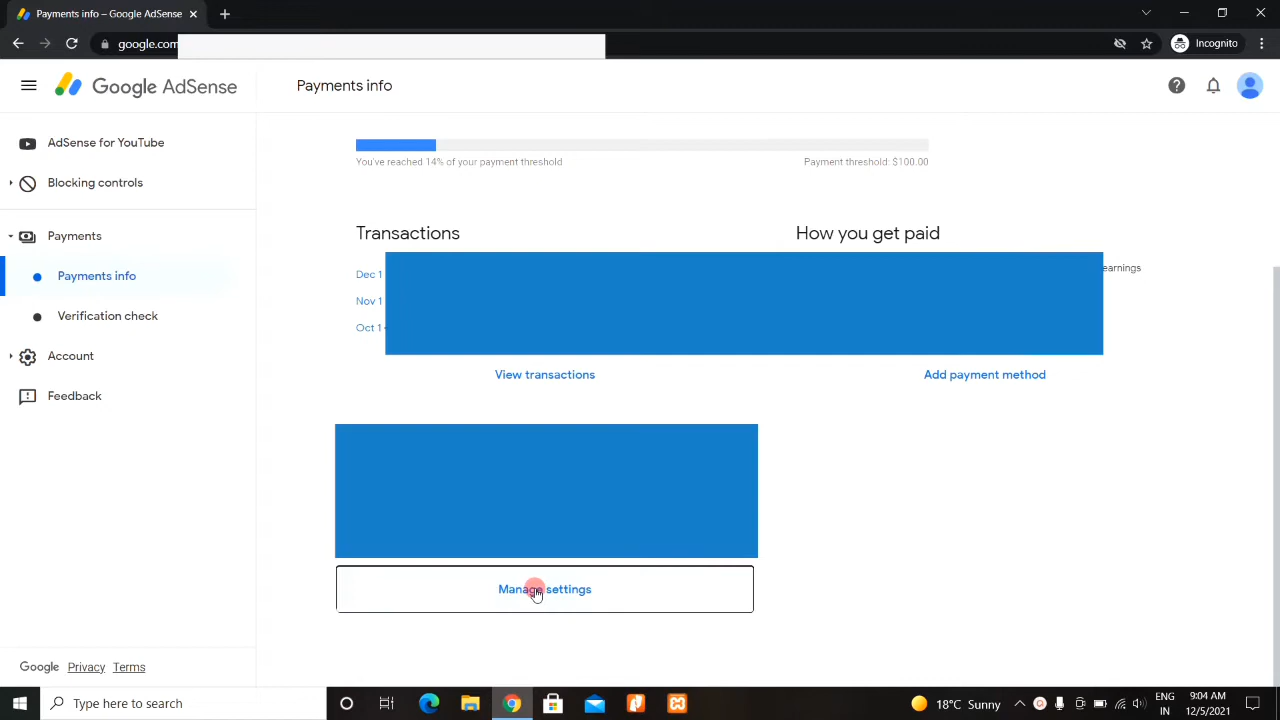 Payments info – Google AdSense
google.com
Incognito
Google AdSense
Payments info
AdSense for YouTube
Blocking controls
Payments
Payments info
Verification check
Account
Feedback
You've reached 14% of your payment threshold
Payment threshold: $100.00
Transactions
How you get paid
Dec 1
Nov 1
Oct 1
earnings
View transactions
Add payment method
Manage settings
Google Privacy Terms
Type here to search
18°C Sunny
ENG
IN
9:04 AM
12/5/2021